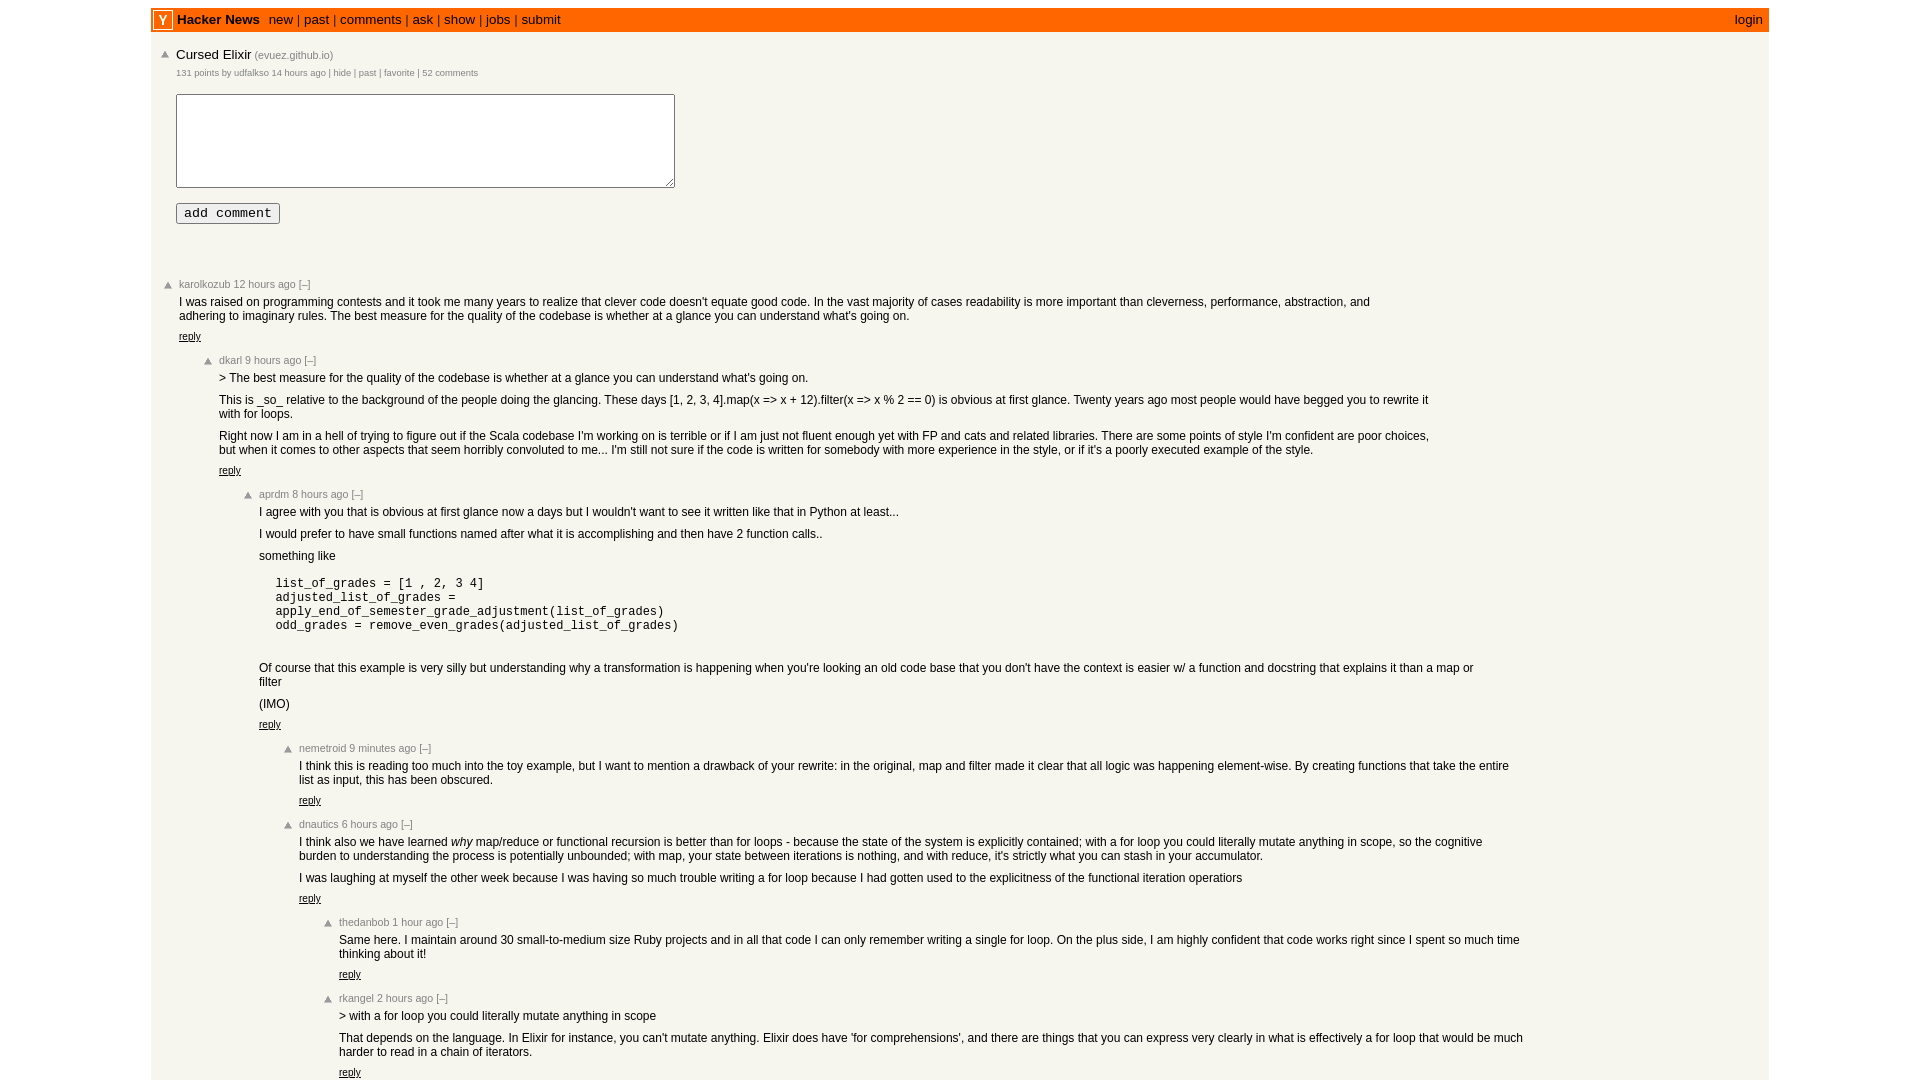 Y Hacker News new | past | comments | ask | show | jobs | submit login
Cursed Elixir (evuez.github.io)
131 points by udfalkso 14 hours ago | hide | past | favorite | 52 comments
add comment
karolkozub 12 hours ago [–]
I was raised on programming contests and it took me many years to realize that clever code doesn't equate good code. In the vast majority of cases readability is more important than cleverness, performance, abstraction, and
adhering to imaginary rules. The best measure for the quality of the codebase is whether at a glance you can understand what's going on.
reply
dkarl 9 hours ago [–]
> The best measure for the quality of the codebase is whether at a glance you can understand what's going on.
This is _so_ relative to the background of the people doing the glancing. These days [1, 2, 3, 4].map(x => x + 12).filter(x => x % 2 == 0) is obvious at first glance. Twenty years ago most people would have begged you to rewrite it
with for loops.
Right now I am in a hell of trying to figure out if the Scala codebase I'm working on is terrible or if I am just not fluent enough yet with FP and cats and related libraries. There are some points of style I'm confident are poor choices,
but when it comes to other aspects that seem horribly convoluted to me... I'm still not sure if the code is written for somebody with more experience in the style, or if it's a poorly executed example of the style.
reply
aprdm 8 hours ago [–]
I agree with you that is obvious at first glance now a days but I wouldn't want to see it written like that in Python at least...
I would prefer to have small functions named after what it is accomplishing and then have 2 function calls..
something like
list_of_grades = [1 , 2, 3 4]
adjusted_list_of_grades =
apply_end_of_semester_grade_adjustment(list_of_grades)
odd_grades = remove_even_grades(adjusted_list_of_grades)
Of course that this example is very silly but understanding why a transformation is happening when you're looking an old code base that you don't have the context is easier w/ a function and docstring that explains it than a map or
filter
(IMO)
reply
nemetroid 9 minutes ago [–]
I think this is reading too much into the toy example, but I want to mention a drawback of your rewrite: in the original, map and filter made it clear that all logic was happening element-wise. By creating functions that take the entire
list as input, this has been obscured.
reply
dnautics 6 hours ago [–]
I think also we have learned why map/reduce or functional recursion is better than for loops - because the state of the system is explicitly contained; with a for loop you could literally mutate anything in scope, so the cognitive
burden to understanding the process is potentially unbounded; with map, your state between iterations is nothing, and with reduce, it's strictly what you can stash in your accumulator.
I was laughing at myself the other week because I was having so much trouble writing a for loop because I had gotten used to the explicitness of the functional iteration operatiors
reply
thedanbob 1 hour ago [–]
Same here. I maintain around 30 small-to-medium size Ruby projects and in all that code I can only remember writing a single for loop. On the plus side, I am highly confident that code works right since I spent so much time
thinking about it!
reply
rkangel 2 hours ago [–]
> with a for loop you could literally mutate anything in scope
That depends on the language. In Elixir for instance, you can't mutate anything. Elixir does have 'for comprehensions', and there are things that you can express very clearly in what is effectively a for loop that would be much
harder to read in a chain of iterators.
reply